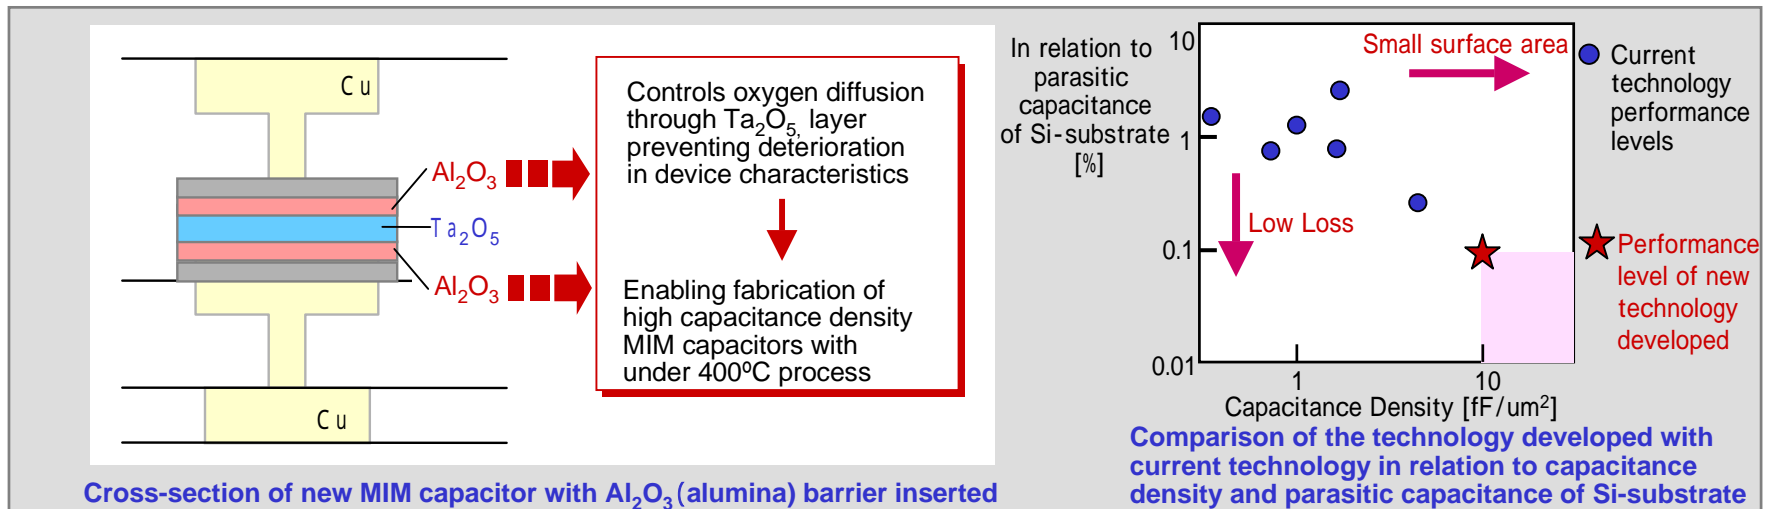 Cu
Al2O3
Ta2O5
Al2O3
Cu
Controls oxygen diffusion
through Ta2O5, layer
preventing deterioration
in device characteristics
Enabling fabrication of
high capacitance density
MIM capacitors with
under 400ºC process
Cross-section of new MIM capacitor with Al2O3 (alumina) barrier inserted
In relation to
parasitic
capacitance
of Si-substrate
[%]
10
1
0.1
0.01
Small surface area
Low Loss
1
10
Capacitance Density [fF/um2]
Current
technology
performance
levels
Performance
level of new
technology
developed
Comparison of the technology developed with
current technology in relation to capacitance
density and parasitic capacitance of Si-substrate